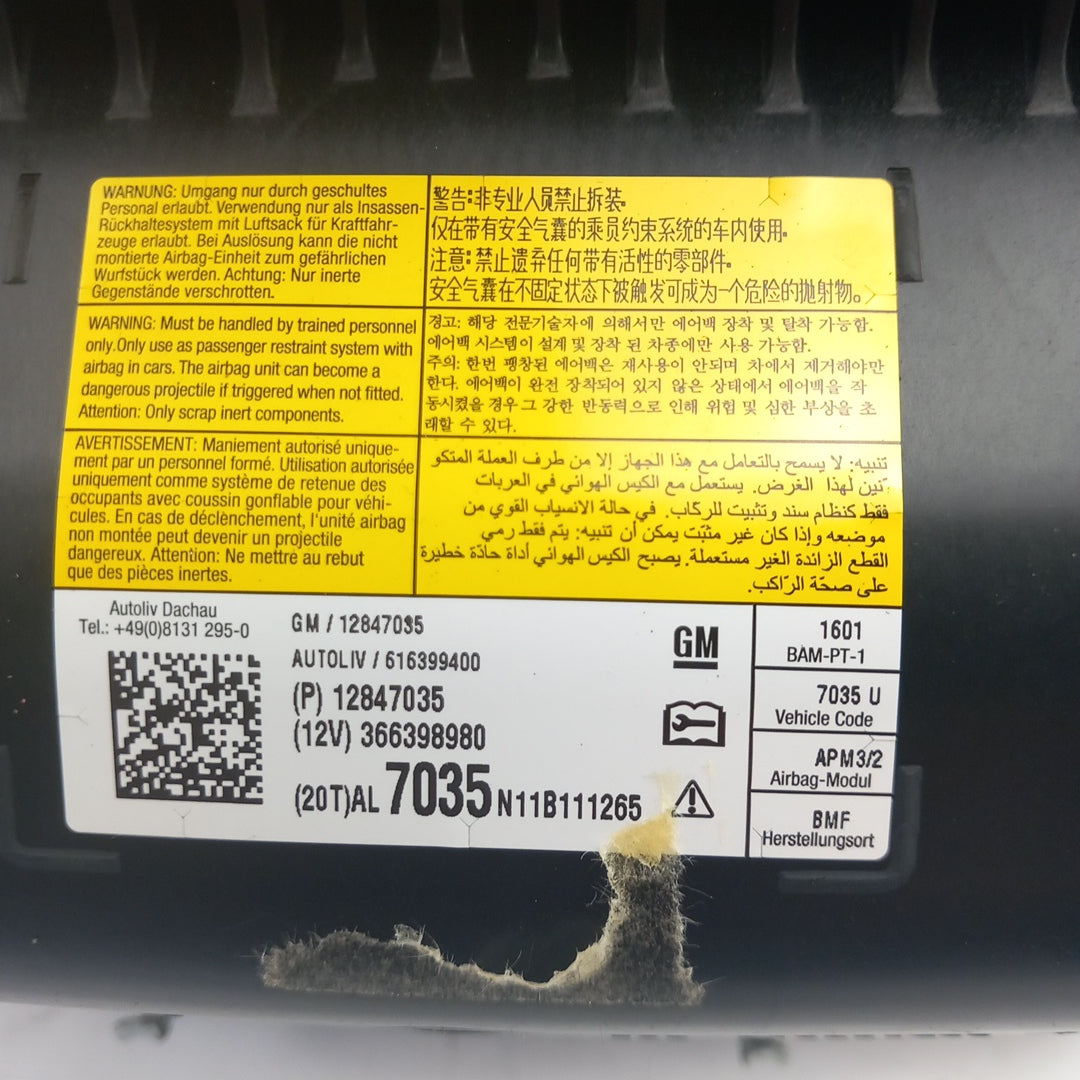 WARNUNG: Umgang nur durch geschultes
Personal erlaubt. Verwendung nur als Insassen-
Rückhaltesystem mit Luftsack für Kraftfahr-
zeuge erlaubt. Bei Auslösung kann die nicht
montierte Airbag-Einheit zum gefährlichen
Wurfstück werden. Achtung: Nur inerte
Gegenstände verschrotten.
警告:非专业人员禁止拆装.
仅在带有安全气囊的乘员约束系统的车内使用.
注意:禁止遗弃任何带有活性的零部件.
安全气囊在不固定状态下被触发可成为一个危险的抛射物。
WARNING: Must be handled by trained personnel
only.Only use as passenger restraint system with
airbag in cars. The airbag unit can become a
dangerous projectile if triggered when not fitted.
Attention: Only scrap inert components.
경고: 해당 전문기술자에 의해서만 에어백 장착 및 탈착 가능함.
에어백 시스템이 설계 및 장착 된 차종에만 사용 가능함.
주의: 한번 팽창된 에어백은 재사용이 안되며 차에서 제거해야만
한다. 에어백이 완전 장착되어 있지 않은 상태에서 에어백을 작
동시켰을 경우 그 강한 반동력으로 인해 위험 및 심한 부상을 초
래할 수 있다.
AVERTISSEMENT: Maniement autorisé unique-
ment par un personnel formé. Utilisation autorisée
uniquement comme système de retenue des
occupants avec coussin gonflable pour véhi-
cules. En cas de déclènchement, l'unité airbag
non montée peut devenir un projectile
dangereux. Attention: Ne mettre au rebut
que des pièces inertes.
تنبيه: لا يسمح بالتعامل مع هذا الجهاز إلا من طرف العملة المتكو
نين لهذا الغرض. يستعمل مع الكيس الهوائي في العربات
فقط كنظام سند وتثبيت للركاب. في حالة الانسياب القوي من
موضعه وإذا كان غير مثبّت يمكن أن تنبيه: يتم فقط رمي
القطع الزائدة الغير مستعملة. يصبح الكيس الهوائي أداة حادّة خطيرة
على صحّة الرّاكب.
Autoliv Dachau
Tel.: +49(0)8131 295-0
GM / 12847035
AUTOLIV / 616399400
(P) 12847035
(12V) 366398980
(20T)AL 7035 N11B111265
GM
1601
BAM-PT-1
7035 U
Vehicle Code
APM3/2
Airbag-Modul
BMF
Herstellungsort